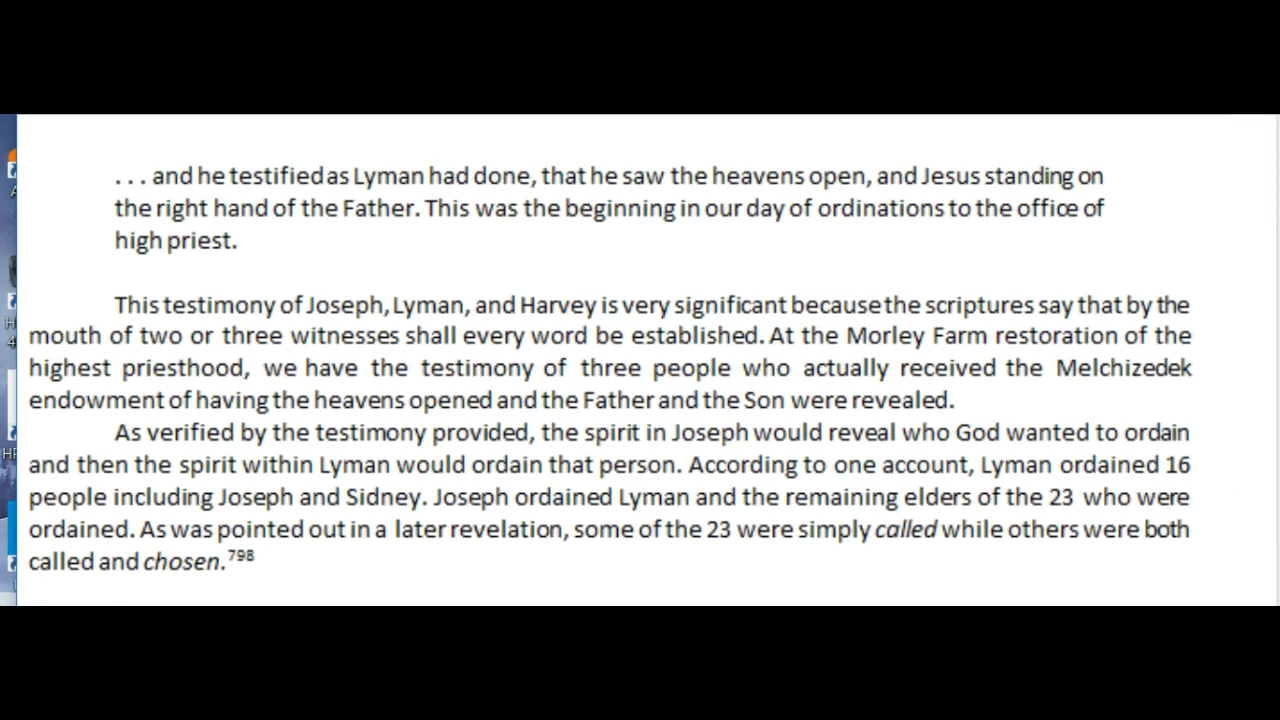 . . . and he testified as Lyman had done, that he saw the heavens open, and Jesus standing on
the right hand of the Father. This was the beginning in our day of ordinations to the office of
high priest.
This testimony of Joseph, Lyman, and Harvey is very significant because the scriptures say that by the
mouth of two or three witnesses shall every word be established. At the Morley Farm restoration of the
highest priesthood, we have the testimony of three people who actually received the Melchizedek
endowment of having the heavens opened and the Father and the Son were revealed.
As verified by the testimony provided, the spirit in Joseph would reveal who God wanted to ordain
and then the spirit within Lyman would ordain that person. According to one account, Lyman ordained 16
people including Joseph and Sidney. Joseph ordained Lyman and the remaining elders of the 23 who were
ordained. As was pointed out in a later revelation, some of the 23 were simply called while others were both
called and chosen.798